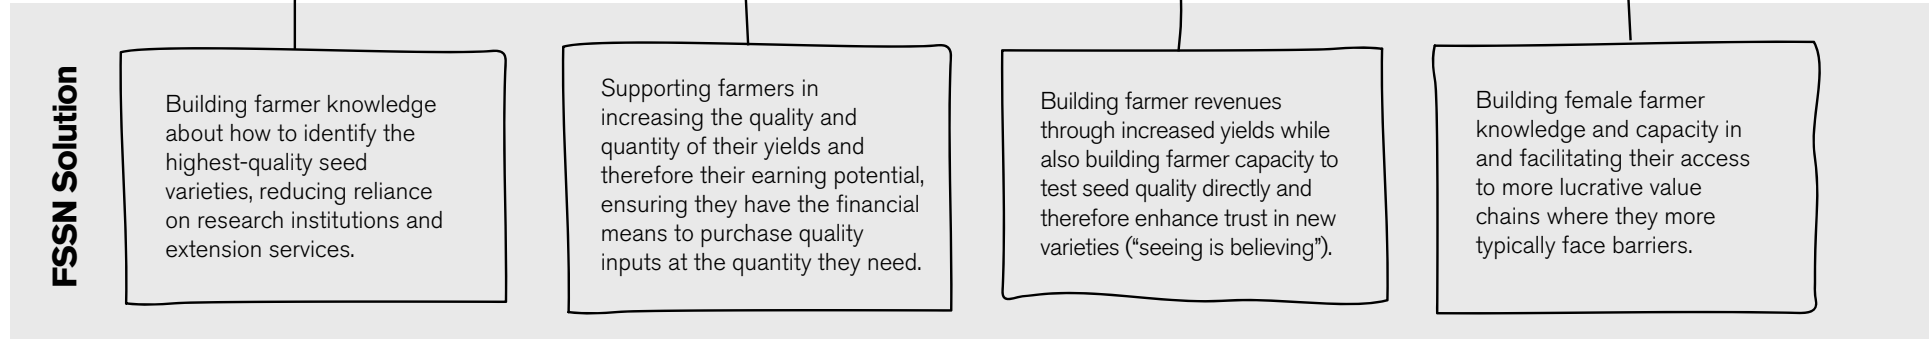 FSSN Solution
Building farmer knowledge
about how to identify the
highest-quality seed
varieties, reducing reliance
on research institutions and
extension services.
Supporting farmers in
increasing the quality and
quantity of their yields and
therefore their earning potential,
ensuring they have the financial
means to purchase quality
inputs at the quantity they need.
Building farmer revenues
through increased yields while
also building farmer capacity to
test seed quality directly and
therefore enhance trust in new
varieties (“seeing is believing”).
Building female farmer
knowledge and capacity in
and facilitating their access
to more lucrative value
chains where they more
typically face barriers.